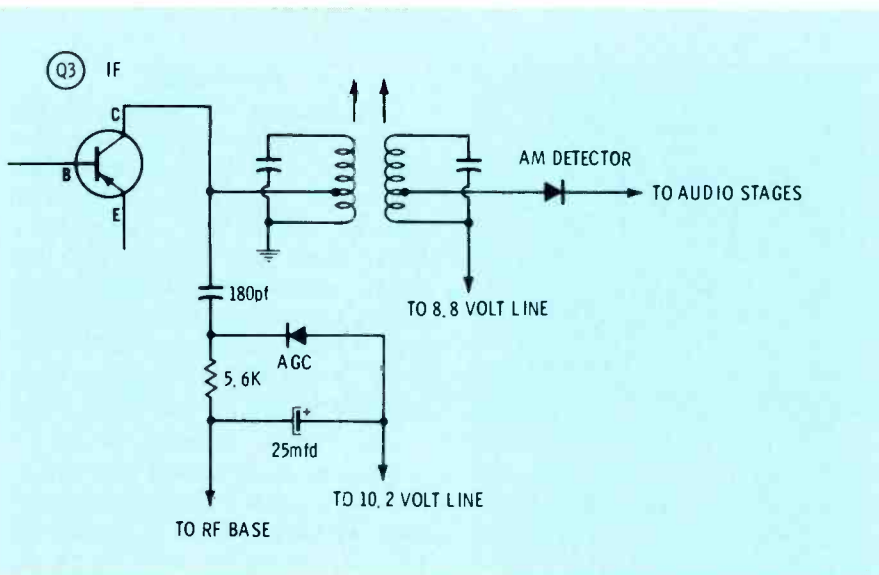 Q3 IF
C
B
E
AM DETECTOR
TO AUDIO STAGES
180pf
TO 8.8 VOLT LINE
AGC
5.6K
+
25mfd
TO 10.2 VOLT LINE
TO RF BASE